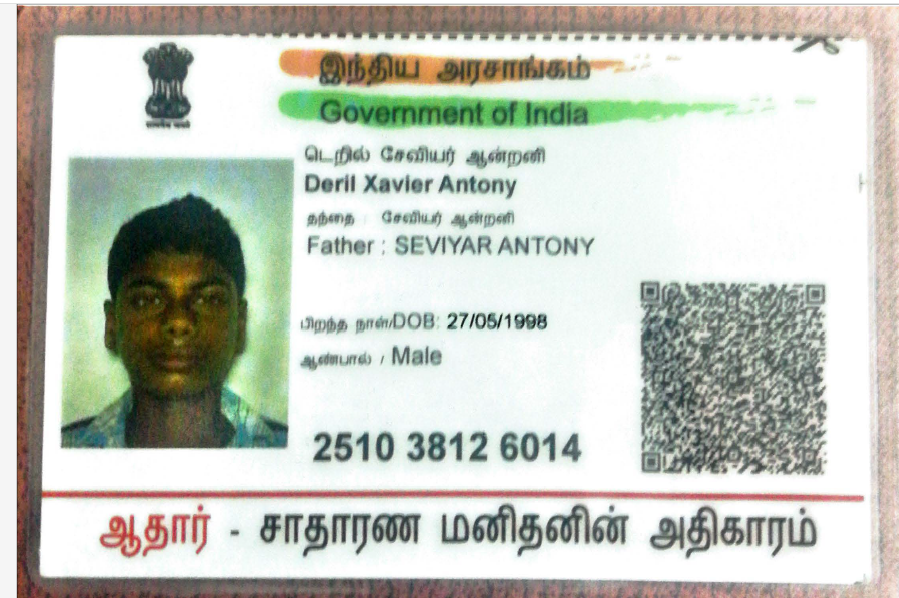 இந்திய அரசாங்கம்
Government of India
டெறில் சேவியர் ஆன்றனி
Deril Xavier Antony
தந்தை : சேவியர் ஆன்றனி
Father : SEVIYAR ANTONY
பிறந்த நாள்/DOB: 27/05/1998
ஆண்பால் / Male
2510 3812 6014
ஆதார் - சாதாரண மனிதனின் அதிகாரம்